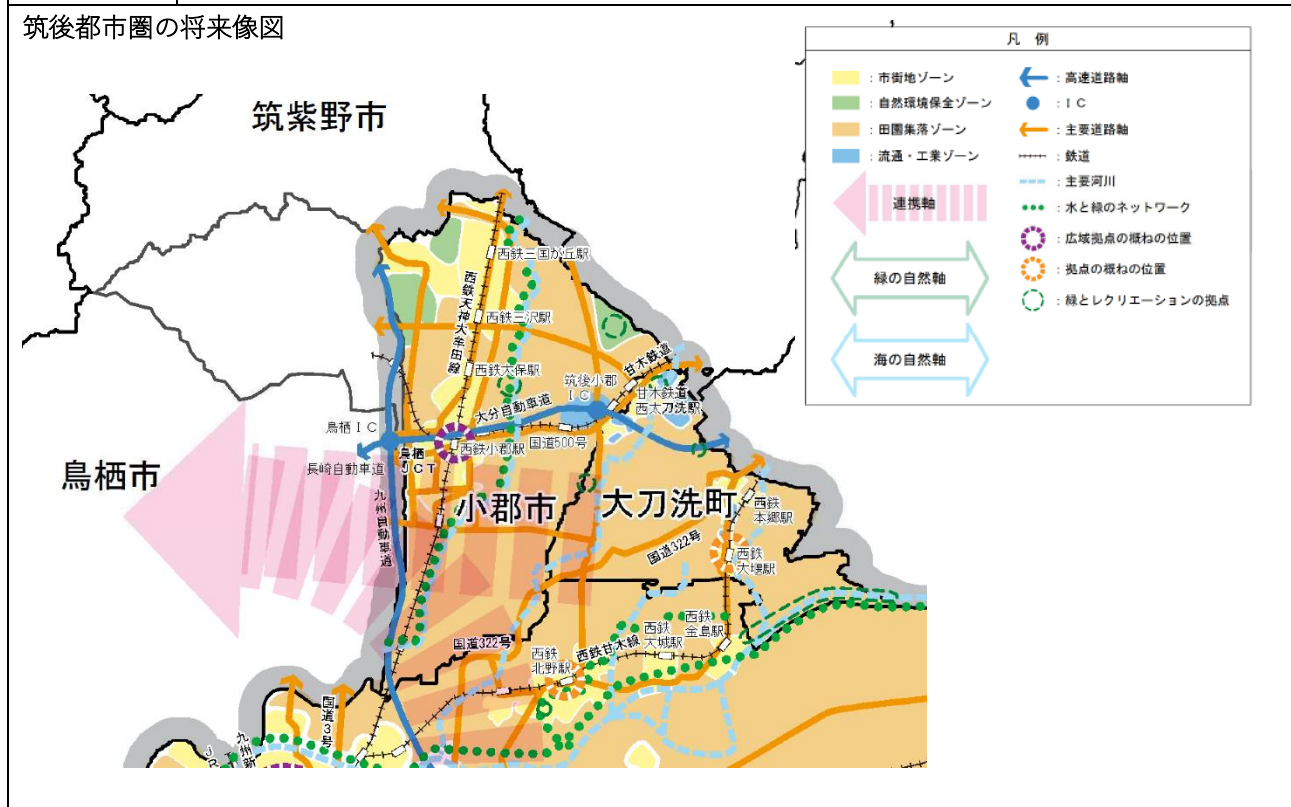 筑後都市圏の将来像図
凡　例
：市街地ゾーン
：自然環境保全ゾーン
：田園集落ゾーン
：流通・工業ゾーン
連携軸
緑の自然軸
海の自然軸
：高速道路軸
：ＩＣ
：主要道路軸
：鉄道
：主要河川
：水と緑のネットワーク
：広域拠点の概ねの位置
：拠点の概ねの位置
：緑とレクリエーションの拠点
筑紫野市
西鉄三国が丘駅
西鉄天神大牟田線
西鉄三沢駅
西鉄大保駅
筑後小郡
ＩＣ
甘木鉄道
甘木鉄道
西太刀洗駅
大分自動車道
鳥栖ＩＣ
西鉄小郡駅
国道500号
鳥栖
ＪＣＴ
長崎自動車道
鳥栖市
九州自動車道
小郡市
大刀洗町
西鉄
本郷駅
国道322号
西鉄
大堰駅
西鉄
金島駅
西鉄
大城駅
西鉄甘木線
国道322号
西鉄
北野駅
国道3号
九州新
ＪＲ